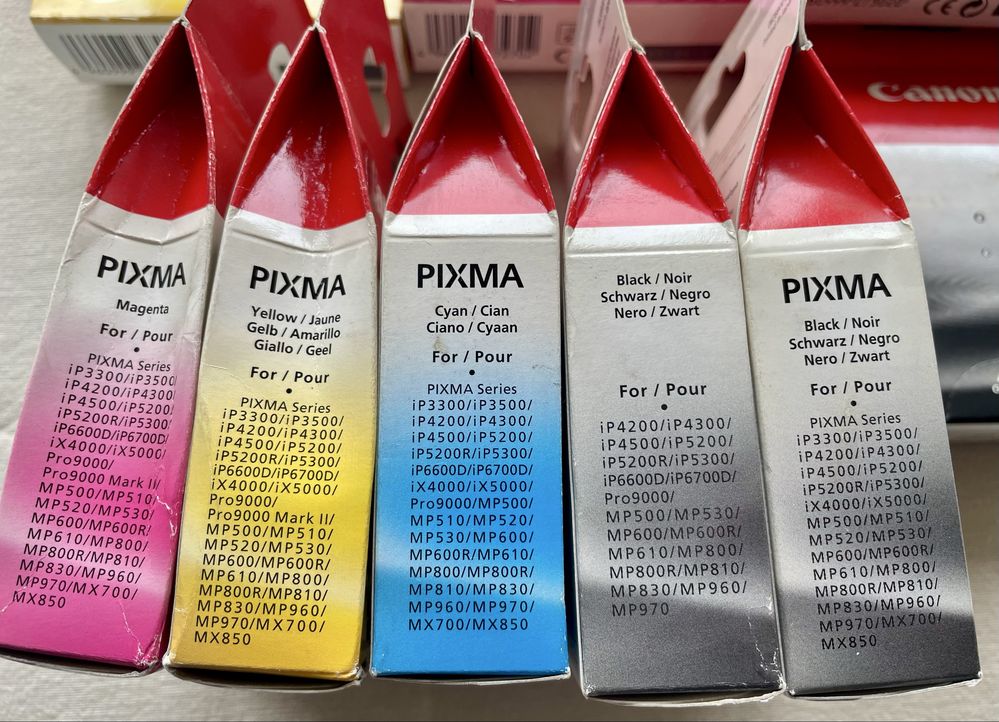 Canon
PIXMA
Magenta
For / Pour
•
PIXMA Series
iP3300/iP3500/
iP4200/iP4300/
iP4500/iP5200/
iP5200R/iP5300/
iP6600D/iP6700D/
iX4000/iX5000/
Pro9000/
Pro9000 Mark II/
MP500/MP510/
MP520/MP530/
MP600/MP600R/
MP610/MP800/
MP800R/MP810/
MP830/MP960/
MP970/MX700/
MX850
PIXMA
Yellow / Jaune
Gelb / Amarillo
Giallo / Geel
For / Pour
•
PIXMA Series
iP3300/iP3500/
iP4200/iP4300/
iP4500/iP5200/
iP5200R/iP5300/
iP6600D/iP6700D/
iX4000/iX5000/
Pro9000/
Pro9000 Mark II/
MP500/MP510/
MP520/MP530/
MP600/MP600R/
MP610/MP800/
MP800R/MP810/
MP830/MP960/
MP970/MX700/
MX850
PIXMA
Cyan / Cian
Ciano / Cyaan
For / Pour
•
PIXMA Series
iP3300/iP3500/
iP4200/iP4300/
iP4500/iP5200/
iP5200R/iP5300/
iP6600D/iP6700D/
iX4000/iX5000/
Pro9000/MP500/
MP510/MP520/
MP530/MP600/
MP600R/MP610/
MP800/MP800R/
MP810/MP830/
MP960/MP970/
MX700/MX850
Black / Noir
Schwarz / Negro
Nero / Zwart
For / Pour
•
iP4200/iP4300/
iP4500/iP5200/
iP5200R/iP5300/
iP6600D/iP6700D/
Pro9000/
MP500/MP530/
MP600/MP600R/
MP610/MP800/
MP800R/MP810/
MP830/MP960/
MP970
PIXMA
Black / Noir
Schwarz / Negro
Nero / Zwart
For / Pour
•
PIXMA Series
iP3300/iP3500/
iP4200/iP4300/
iP4500/iP5200/
iP5200R/iP5300/
iX4000/iX5000/
MP500/MP510/
MP520/MP530/
MP600/MP600R/
MP610/MP800/
MP800R/MP810/
MP830/MP960/
MP970/MX700/
MX850